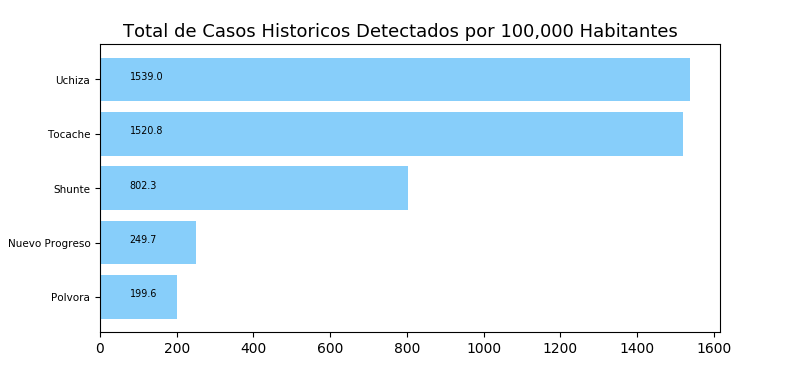 Total de Casos Historicos Detectados por 100,000 Habitantes
Uchiza
1539.0
Tocache
1520.8
Shunte
802.3
Nuevo Progreso
249.7
Polvora
199.6
0 200 400 600 800 1000 1200 1400 1600